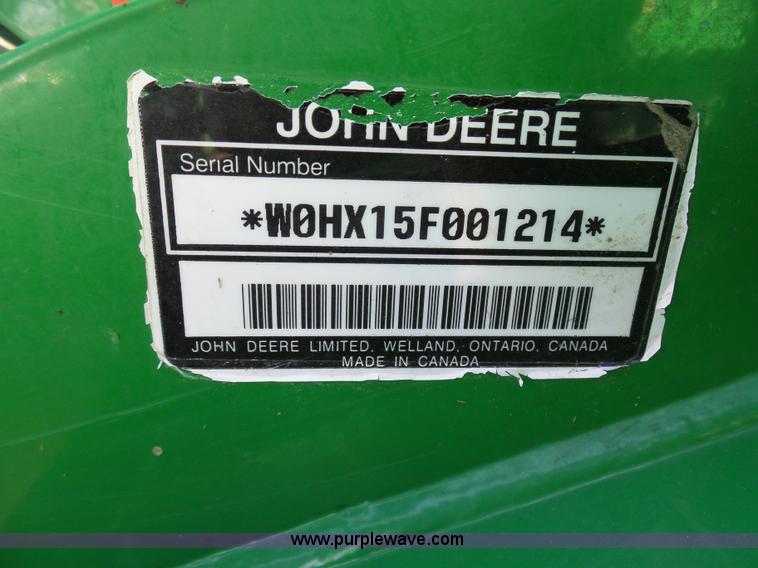 JOHN DEERE
Serial Number
*W0HX15F001214*
JOHN DEERE LIMITED, WELLAND, ONTARIO, CANADA
MADE IN CANADA
www.purplewave.com